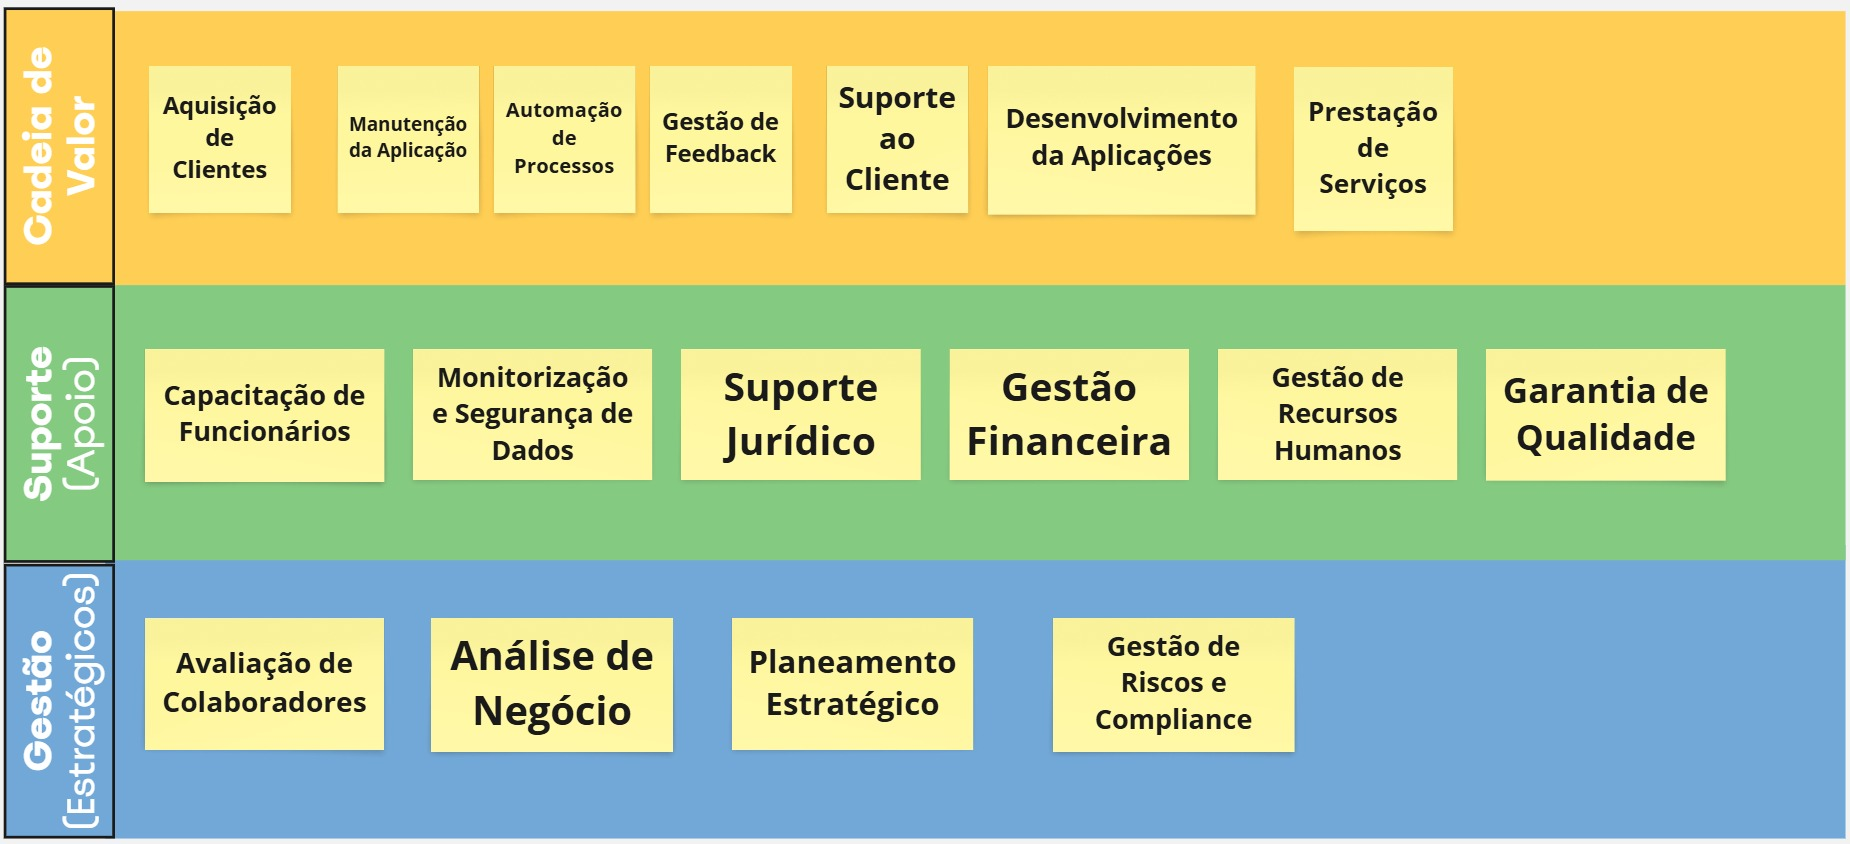 Cadeia de
Valor
Aquisição
de
Clientes
Manutenção
da Aplicação
Automação
de
Processos
Gestão de
Feedback
Suporte
ao
Cliente
Desenvolvimento
da Aplicações
Prestação
de
Serviços
Suporte
(Apoio)
Capacitação de
Funcionários
Monitorização
e Segurança de
Dados
Suporte
Jurídico
Gestão
Financeira
Gestão de
Recursos
Humanos
Garantia de
Qualidade
Gestão
(Estratégicos)
Avaliação de
Colaboradores
Análise de
Negócio
Planeamento
Estratégico
Gestão de
Riscos e
Compliance